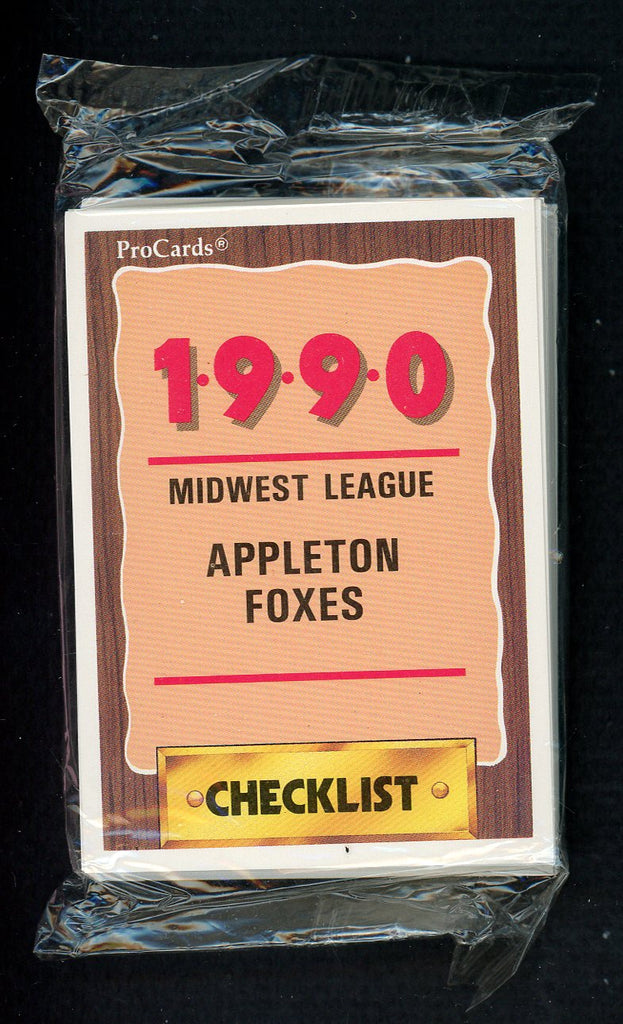 ProCards®
1·9·9·0
MIDWEST LEAGUE
APPLETON
FOXES
CHECKLIST